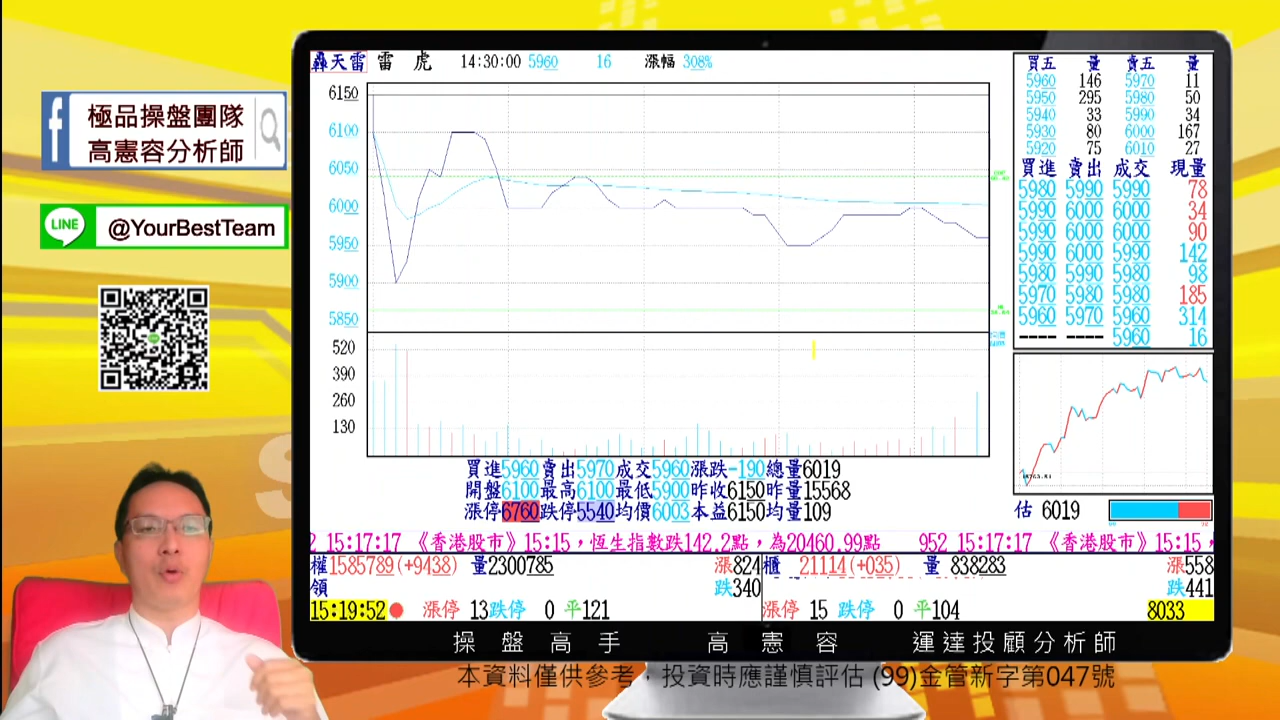 極品操盤團隊
高憲容分析師
LINE @YourBestTeam
轟天雷 雷 虎 14:30:00 5960 16 漲幅 308%
6150
6100
6050
6000
5950
5900
5850
520
390
260
130
買五 量 賣五 量
5960 146 5970 11
5950 295 5980 50
5940 33 5990 34
5930 80 6000 167
5920 75 6010 27
買進 賣出 成交 現量
5980 5990 5990 78
5990 6000 6000 34
5990 6000 6000 90
5990 6000 5990 142
5980 5990 5980 98
5970 5980 5980 185
5960 5970 5960 314
---- ---- 5960 16
估 6019
買進5960賣出5970成交5960漲跌-190總量6019
開盤6100最高6100最低5900昨收6150昨量15568
漲停6760跌停5540均價6003本益6150均量109
2 15:17:17 《香港股市》15:15，恆生指數跌142.2點，為20460.99點 952 15:17:17 《香港股市》15:15，
權1585789(+9438) 量2300785 漲824 櫃 21114(+035) 量 838283 漲558
領 跌340 跌441
15:19:52 漲停 13跌停 0 平121 漲停 15 跌停 0 平104 8033
操盤高手 高憲容 運達投顧分析師
本資料僅供參考，投資時應謹慎評估 (99)金管新字第047號